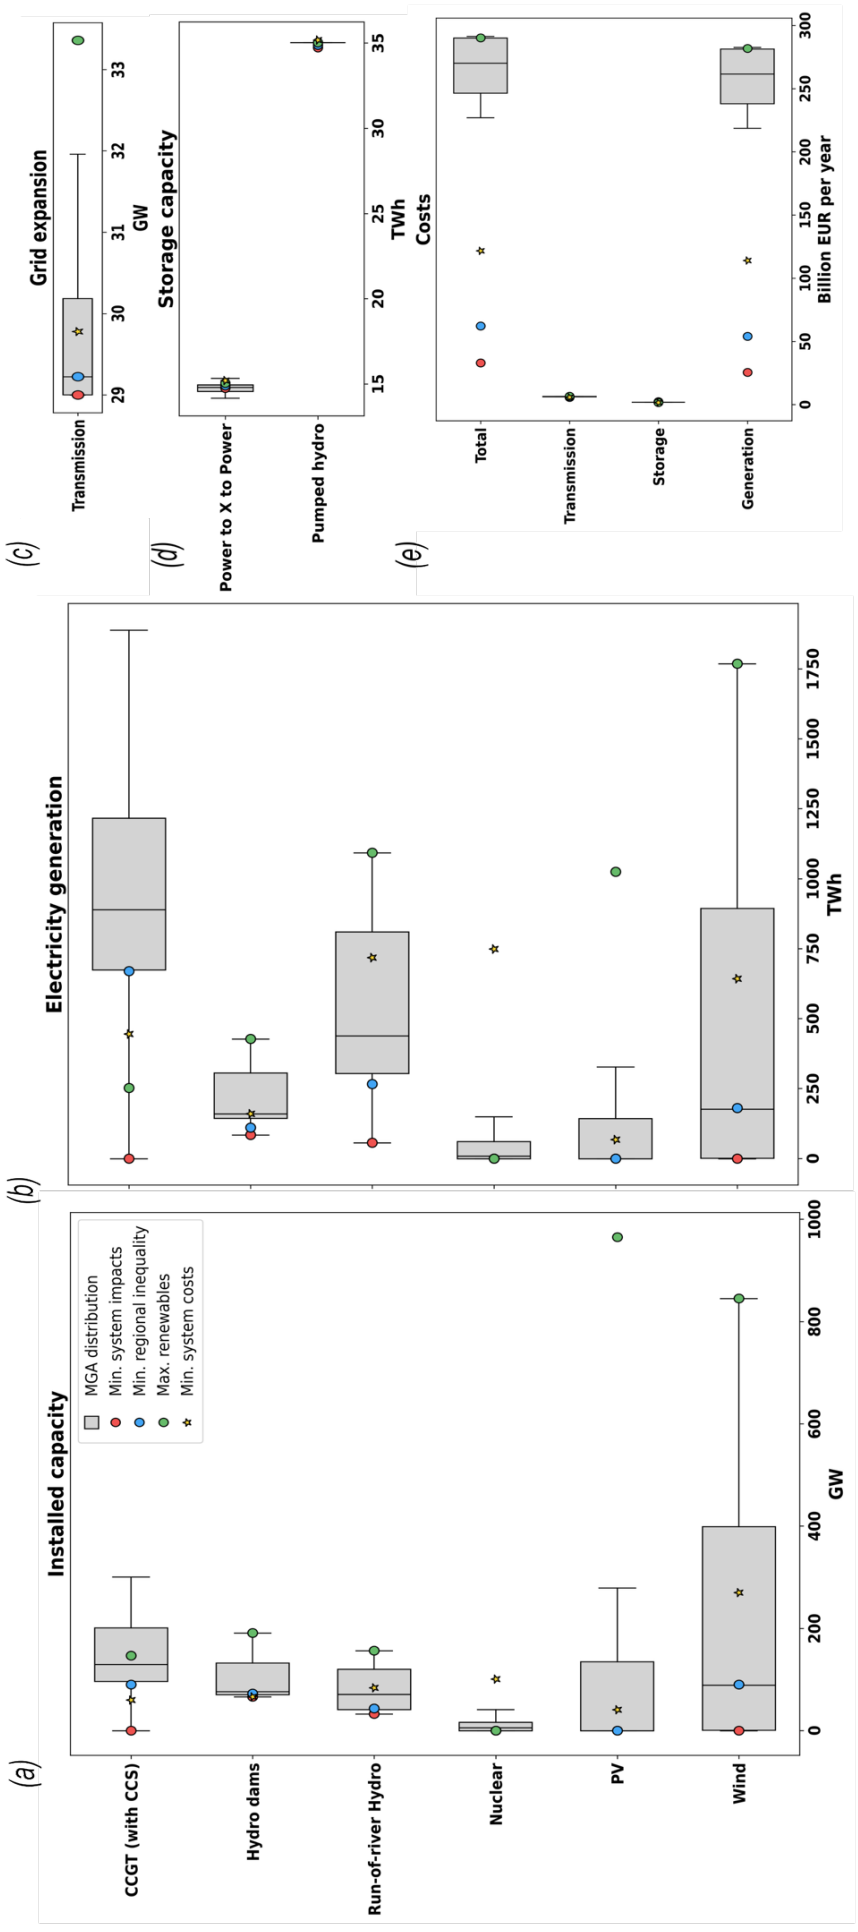 (a)
Installed capacity
MGA distribution
Min. system impacts
Min. regional inequality
Max. renewables
Min. system costs
CCGT (with CCS)
Hydro dams
Run-of-river Hydro
Nuclear
PV
Wind
0 200 400 600 800 1000
GW
(b)
Electricity generation
0 250 500 750 1000 1250 1500 1750
TWh
(c)
Grid expansion
Transmission
29 30 31 32 33
GW
(d)
Storage capacity
Power to X to Power
Pumped hydro
15 20 25 30 35
TWh
(e)
Costs
Total
Transmission
Storage
Generation
0 50 100 150 200 250 300
Billion EUR per year